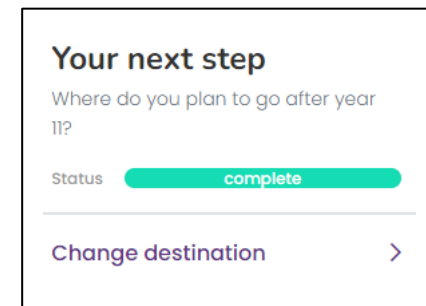 Your next step
Where do you plan to go after year
11?
Status complete
Change destination